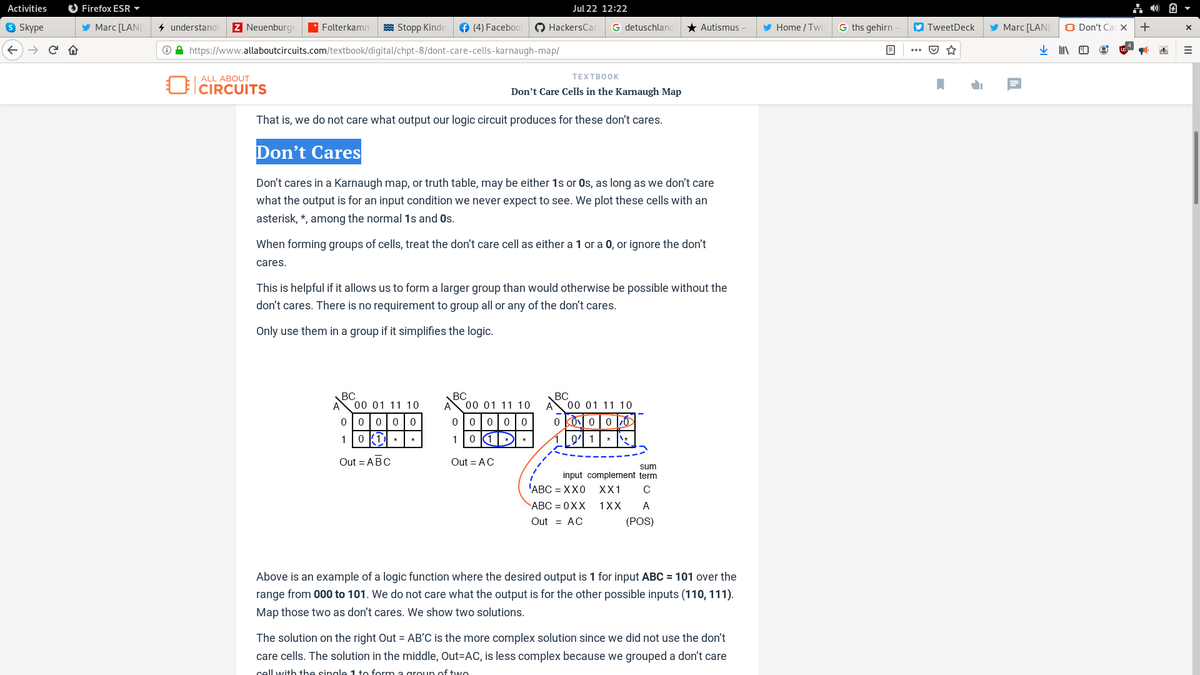 Activities Firefox ESR Jul 22 12:22
Skype Marc [LAN] understandi Z Neuenburge Folterkamm Stopp Kinde (4) Facebook HackersCar G detuschland Autismus – Home / Twi G ths gehirn – TweetDeck Marc [LAN] Don't Ca X +
https://www.allaboutcircuits.com/textbook/digital/chpt-8/dont-care-cells-karnaugh-map/
ALL ABOUT
CIRCUITS
TEXTBOOK
Don't Care Cells in the Karnaugh Map
That is, we do not care what output our logic circuit produces for these don't cares.
Don't Cares
Don't cares in a Karnaugh map, or truth table, may be either 1s or 0s, as long as we don't care
what the output is for an input condition we never expect to see. We plot these cells with an
asterisk, *, among the normal 1s and 0s.
When forming groups of cells, treat the don't care cell as either a 1 or a 0, or ignore the don't
cares.
This is helpful if it allows us to form a larger group than would otherwise be possible without the
don't cares. There is no requirement to group all or any of the don't cares.
Only use them in a group if it simplifies the logic.
BC BC BC
A 00 01 11 10 A 00 01 11 10 A 00 01 11 10
0 0 0 0 0 0 0 0 0 0 0 0 0 0 0
1 0 1 * * 1 0 1 * * 1 0 1 * *
Out = A B̅ C Out = A C
sum
input complement term
ABC = X X 0 X X 1 C
ABC = 0 X X 1 X X A
Out = A C (POS)
Above is an example of a logic function where the desired output is 1 for input ABC = 101 over the
range from 000 to 101. We do not care what the output is for the other possible inputs (110, 111).
Map those two as don't cares. We show two solutions.
The solution on the right Out = AB'C is the more complex solution since we did not use the don't
care cells. The solution in the middle, Out=AC, is less complex because we grouped a don't care
cell with the single 1 to form a group of two.